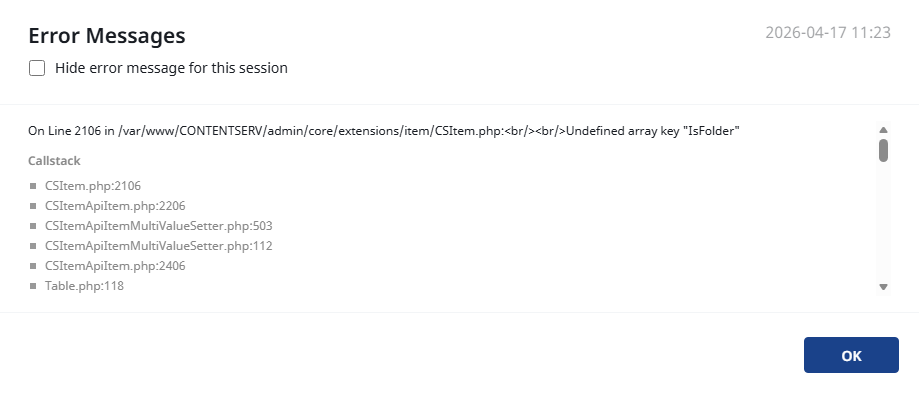 Error Messages
2026-04-17 11:23
Hide error message for this session
On Line 2106 in /var/www/CONTENTSERV/admin/core/extensions/item/CSItem.php:<br/><br/>Undefined array key "IsFolder"
Callstack
CSItem.php:2106
CSItemApiItem.php:2206
CSItemApiItemMultiValueSetter.php:503
CSItemApiItemMultiValueSetter.php:112
CSItemApiItem.php:2406
Table.php:118
OK